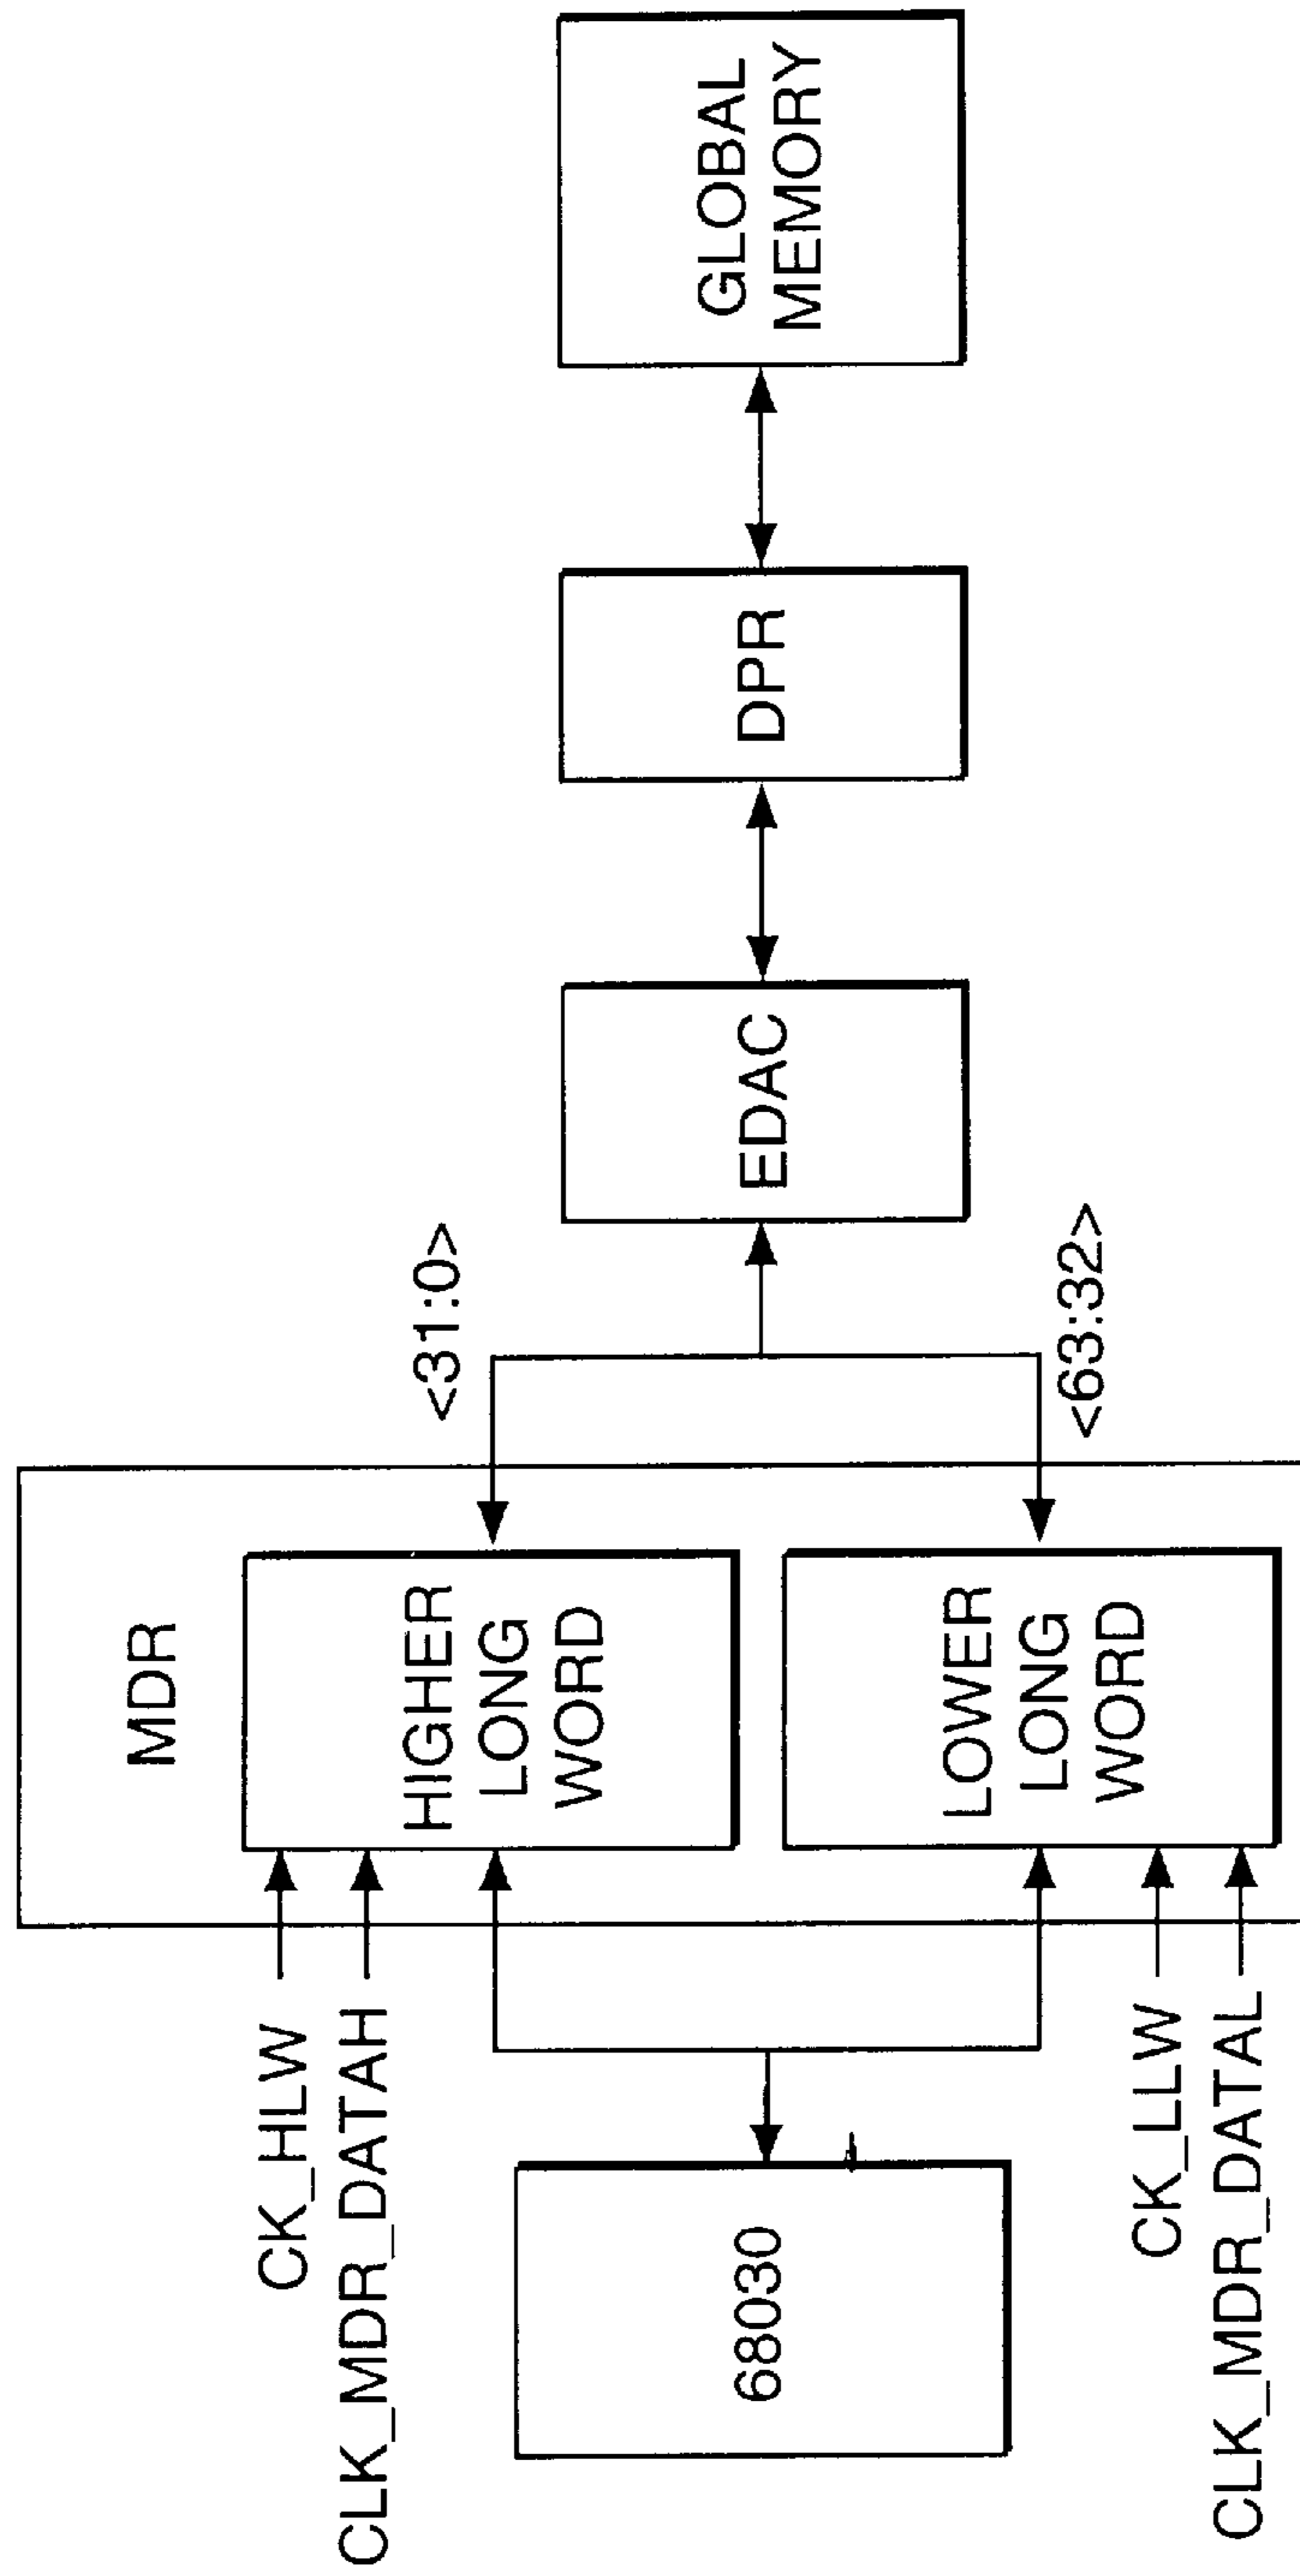 CK_HLW
CLK_MDR_DATAH
68030
CK_LLW
CLK_MDR_DATAL
MDR
HIGHER
LONG
WORD
LOWER
LONG
WORD
<31:0>
<63:32>
EDAC
DPR
GLOBAL
MEMORY